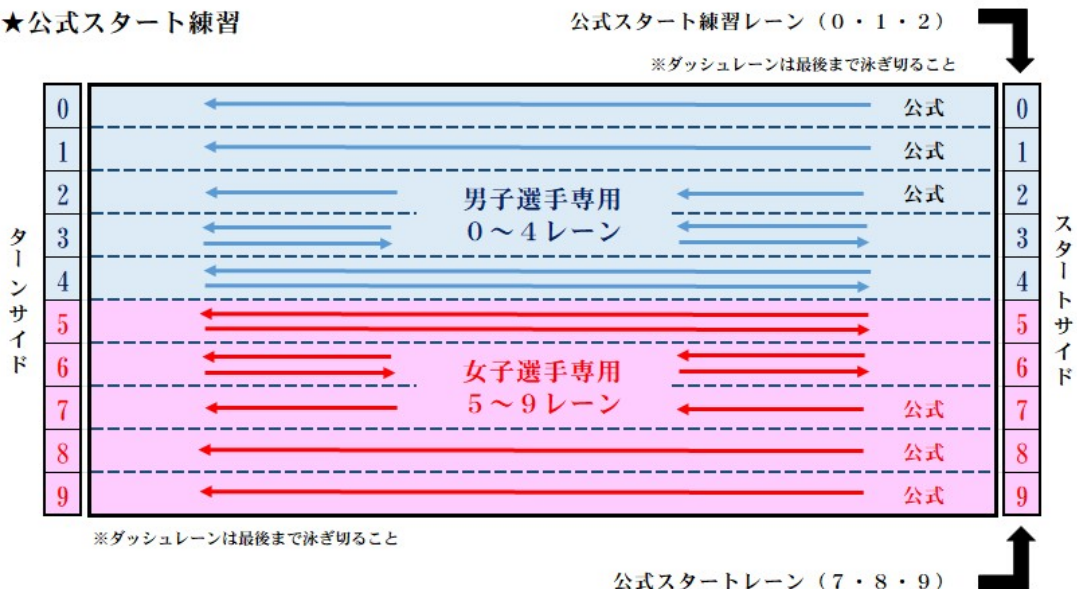 ★公式スタート練習
公式スタート練習レーン（０・１・２）
※ダッシュレーンは最後まで泳ぎ切ること
0 公式 0
1 公式 1
2 公式 2
男子選手専用
０～４レーン
3 3
4 4
ターンサイド
スタートサイド
5 5
6 6
女子選手専用
５～９レーン
7 公式 7
8 公式 8
9 公式 9
※ダッシュレーンは最後まで泳ぎ切ること
公式スタートレーン（７・８・９）